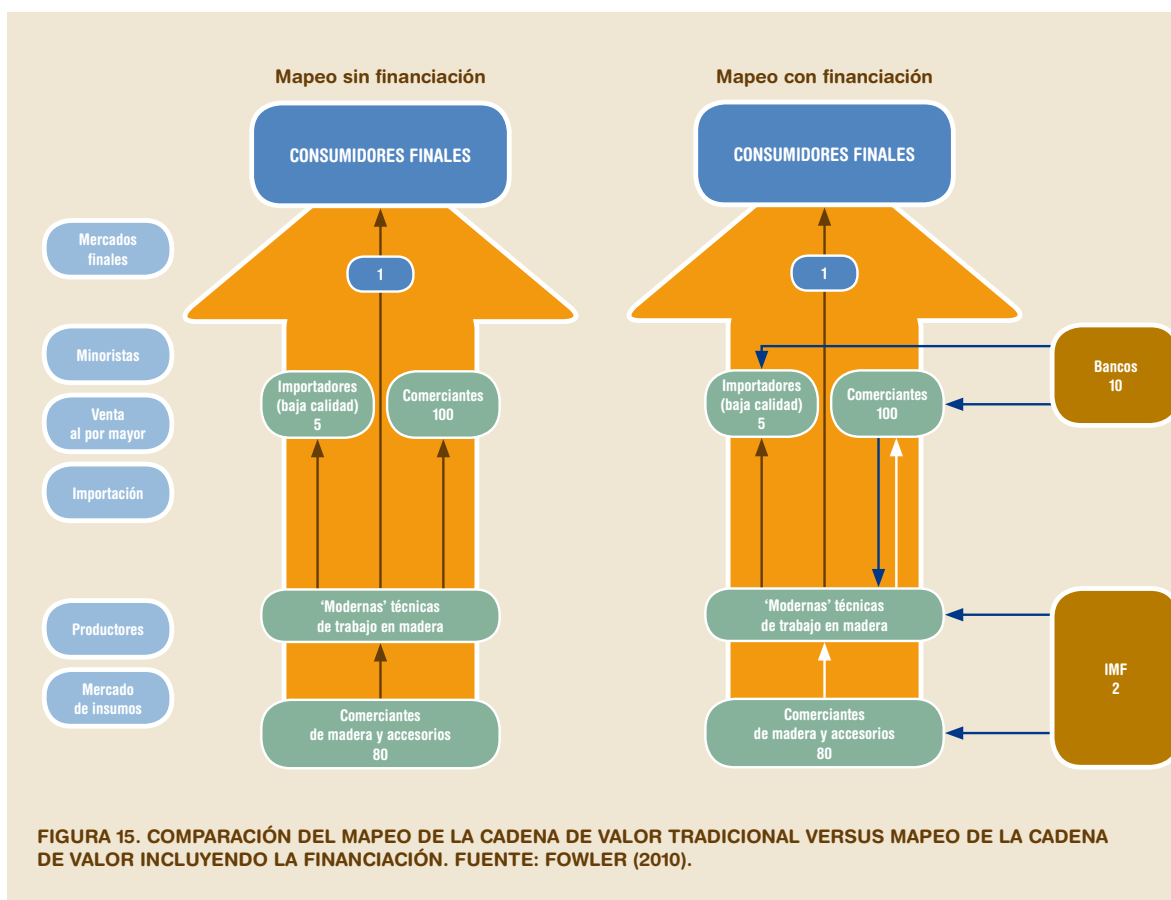 Mapeo sin financiación
Mapeo con financiación
CONSUMIDORES FINALES
CONSUMIDORES FINALES
Mercados
finales
1
1
Minoristas
Venta
al por mayor
Importación
Importadores
(baja calidad)
5
Comerciantes
100
Importadores
(baja calidad)
5
Comerciantes
100
Bancos
10
Productores
Mercado
de insumos
‘Modernas’ técnicas
de trabajo en madera
‘Modernas’ técnicas
de trabajo en madera
Comerciantes
de madera y accesorios
80
Comerciantes
de madera y accesorios
80
IMF
2
FIGURA 15. COMPARACIÓN DEL MAPEO DE LA CADENA DE VALOR TRADICIONAL VERSUS MAPEO DE LA CADENA
DE VALOR INCLUYENDO LA FINANCIACIÓN. FUENTE: FOWLER (2010).